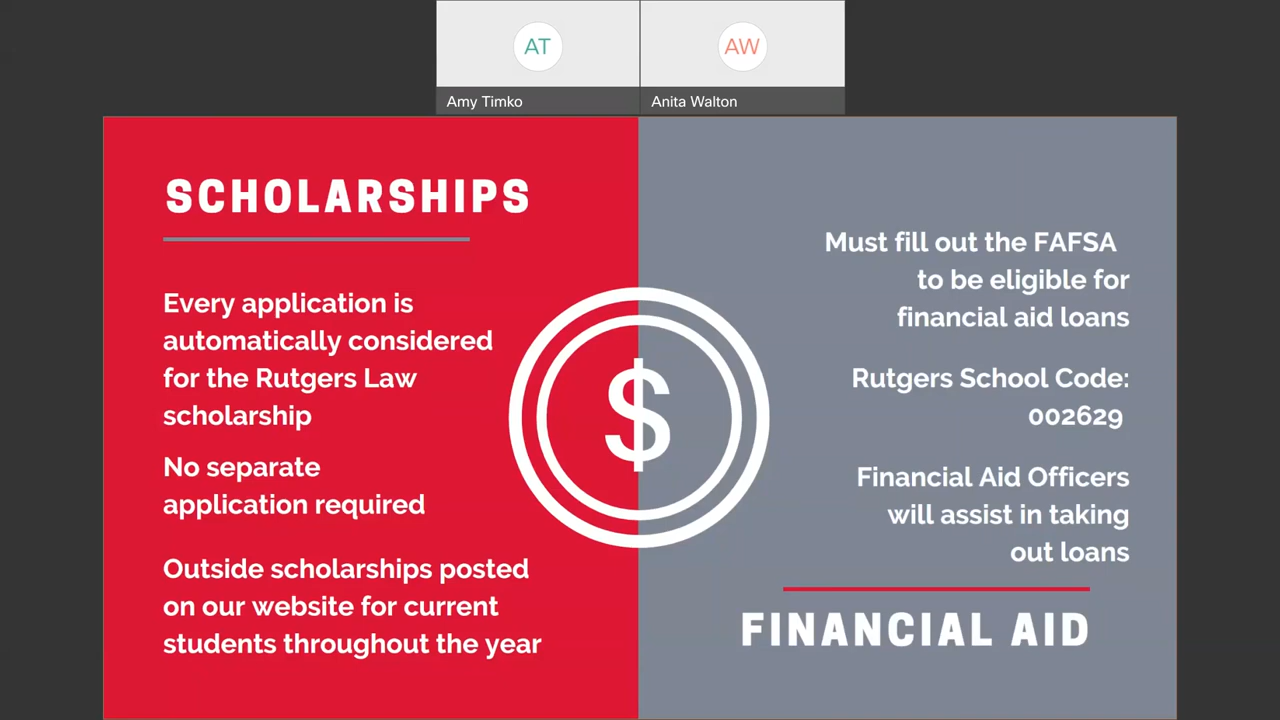 AT
AW
Amy Timko
Anita Walton
SCHOLARSHIPS
Every application is
automatically considered
for the Rutgers Law
scholarship
No separate
application required
Outside scholarships posted
on our website for current
students throughout the year
$
Must fill out the FAFSA
to be eligible for
financial aid loans
Rutgers School Code:
002629
Financial Aid Officers
will assist in taking
out loans
FINANCIAL AID